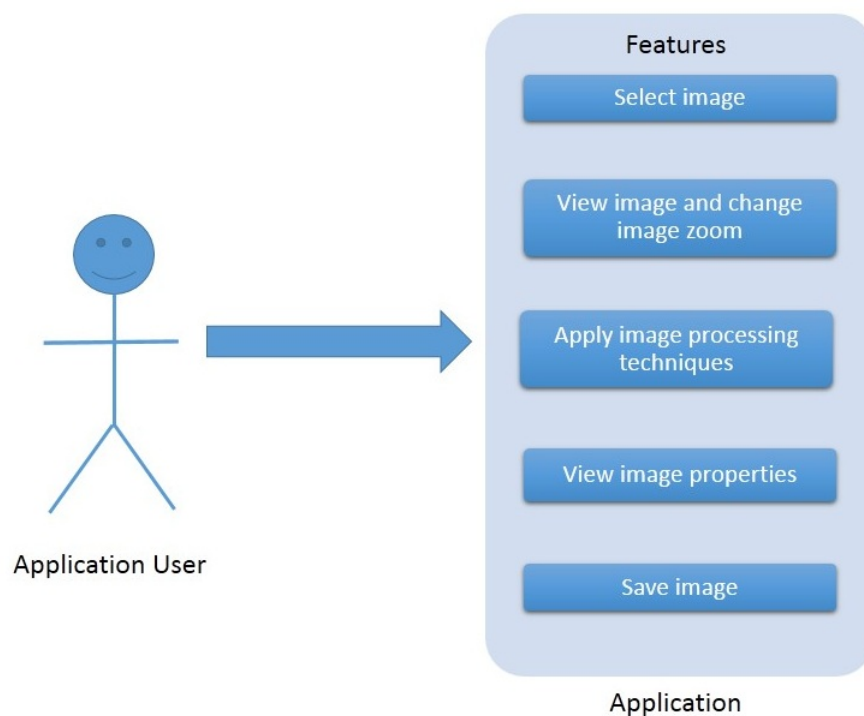 Features
Select image
View image and change
image zoom
Apply image processing
techniques
View image properties
Save image
Application User
Application